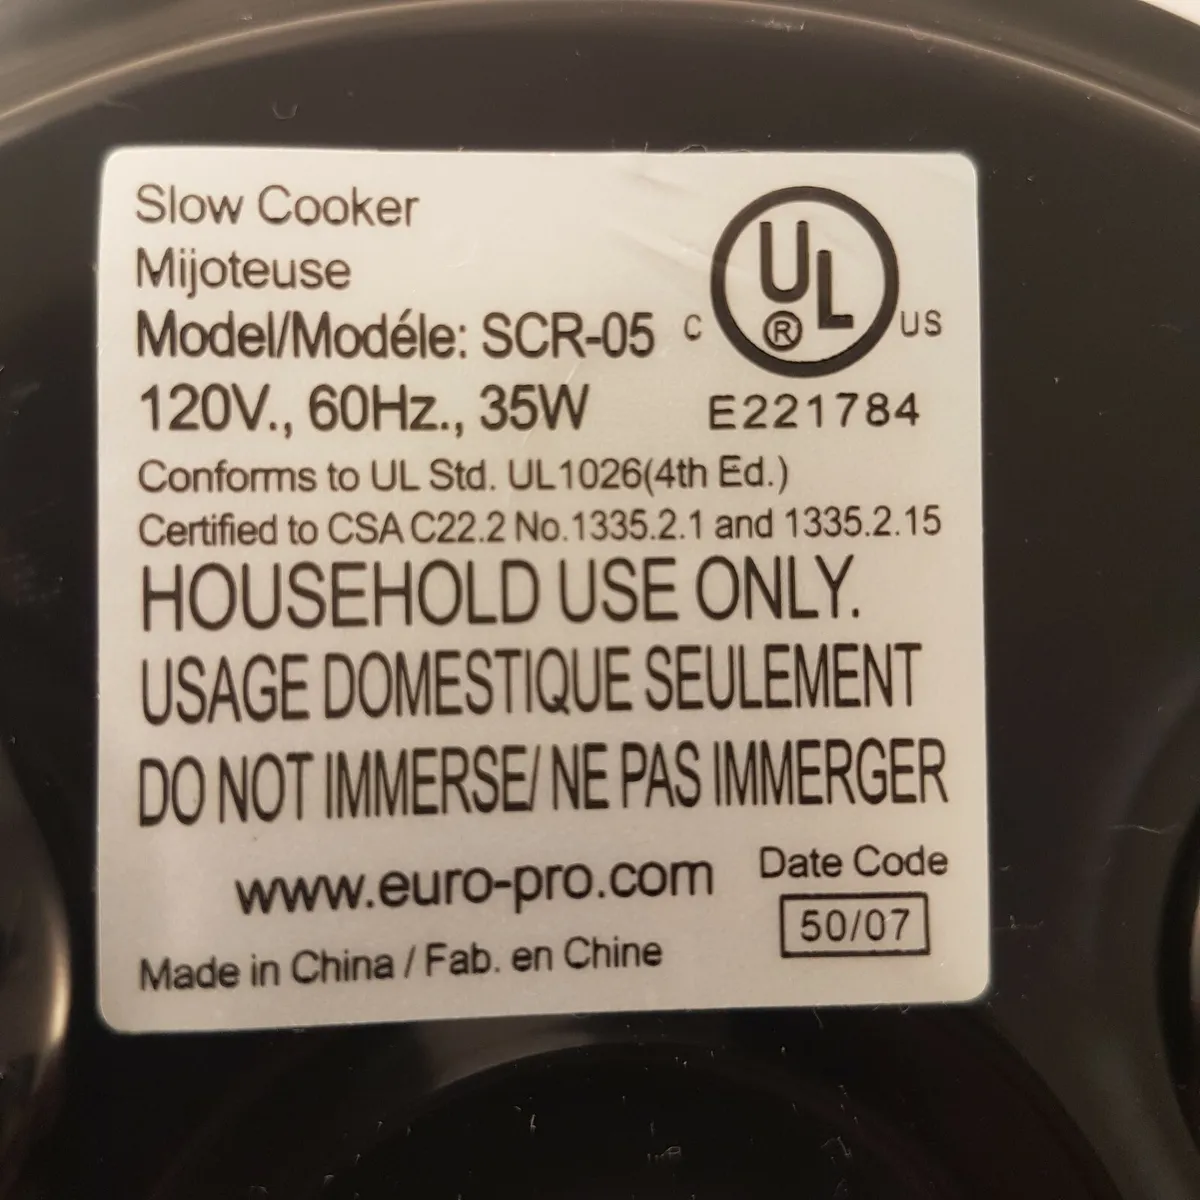 Slow Cooker
Mijoteuse
Model/Modéle: SCR-05
C UL ® US
120V., 60Hz., 35W
E221784
Conforms to UL Std. UL1026(4th Ed.)
Certified to CSA C22.2 No.1335.2.1 and 1335.2.15
HOUSEHOLD USE ONLY.
USAGE DOMESTIQUE SEULEMENT
DO NOT IMMERSE/ NE PAS IMMERGER
www.euro-pro.com
Date Code
50/07
Made in China / Fab. en Chine